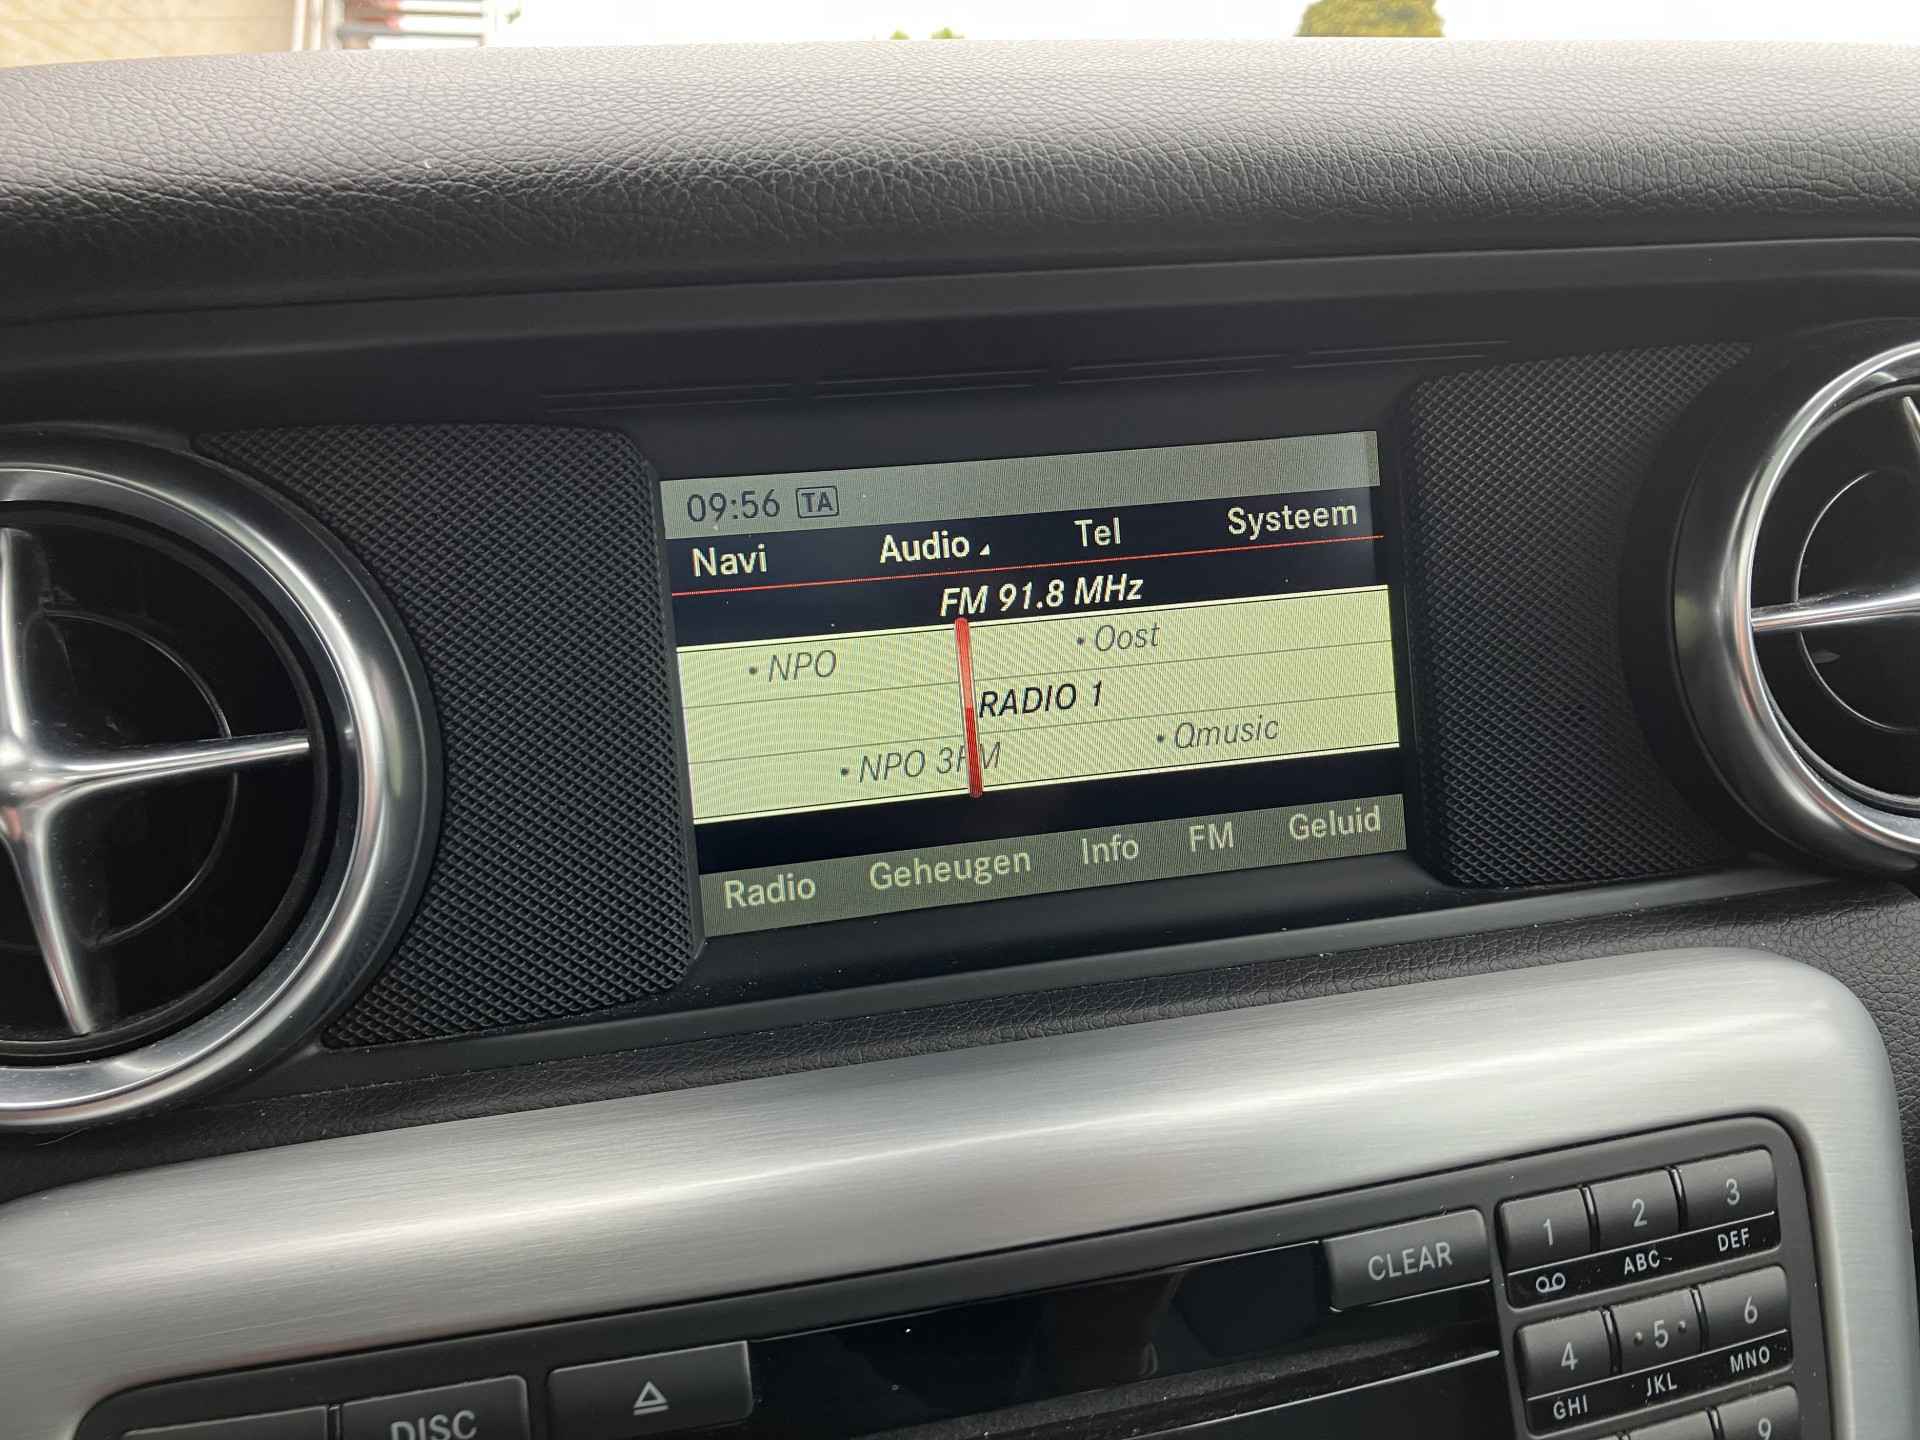 09:56 TA
Navi Audio Tel Systeem
FM 91.8 MHz
• NPO • Oost
RADIO 1
• NPO 3FM • Qmusic
Radio Geheugen Info FM Geluid
CLEAR 1 2 3
ABC DEF
DISC 4 5 6
GHI JKL MNO
9